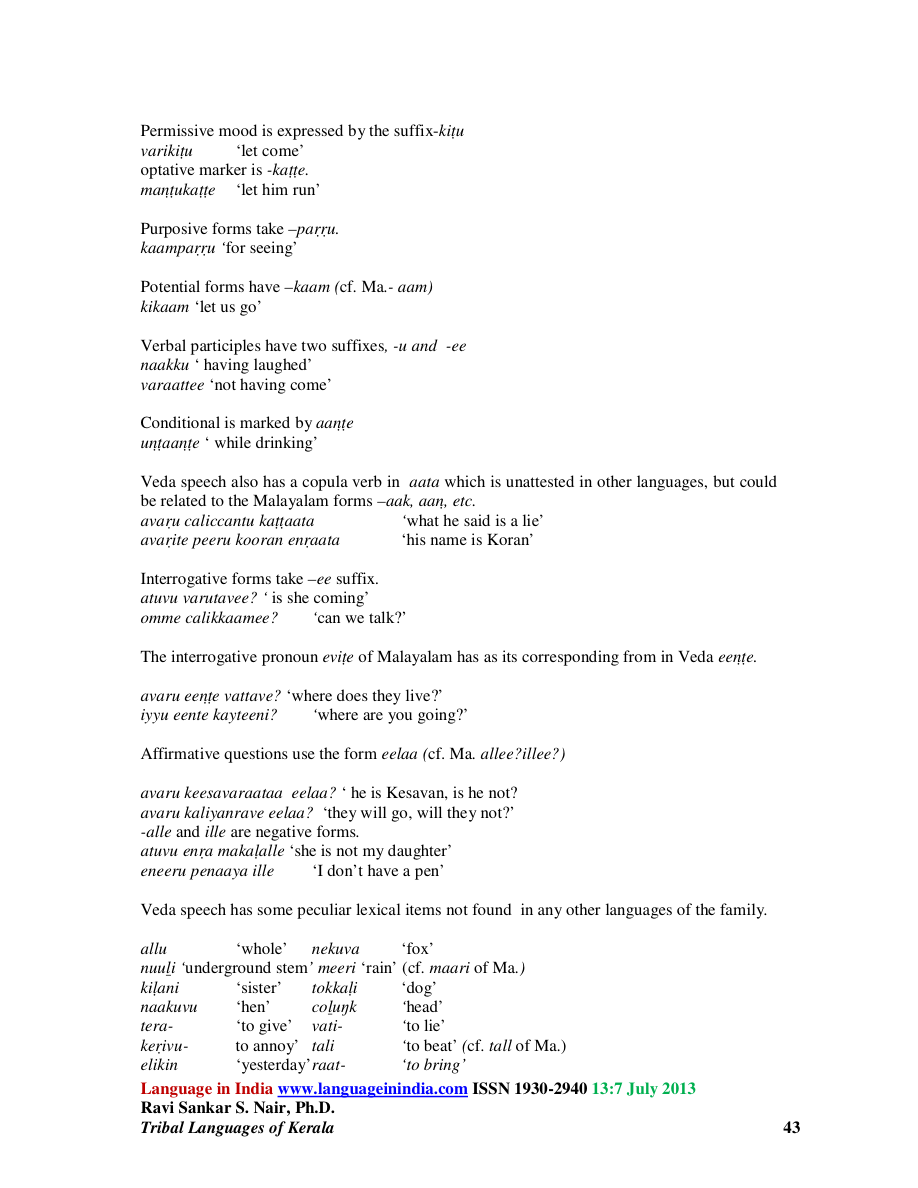 Permissive mood is expressed by the suffix-kiṭu
varikiṭu ‘let come’
optative marker is -kaṭṭe.
maṇṭukaṭṭe ‘let him run’
Purposive forms take –paṛṛu.
kaampaṛṛu ‘for seeing’
Potential forms have –kaam (cf. Ma.- aam)
kikaam ‘let us go’
Verbal participles have two suffixes, -u and -ee
naakku ‘ having laughed’
varaattee ‘not having come’
Conditional is marked by aaṇṭe
uṇṭaaṇṭe ‘ while drinking’
Veda speech also has a copula verb in aata which is unattested in other languages, but could
be related to the Malayalam forms –aak, aaṇ, etc.
avaṛu caliccantu kaṭṭaata ‘what he said is a lie’
avaṛite peeru kooran enṛaata ‘his name is Koran’
Interrogative forms take –ee suffix.
atuvu varutavee? ‘ is she coming’
omme calikkaamee? ‘can we talk?’
The interrogative pronoun eviṭe of Malayalam has as its corresponding from in Veda eeṇṭe.
avaru eeṇṭe vattave? ‘where does they live?’
iyyu eente kayteeni? ‘where are you going?’
Affirmative questions use the form eelaa (cf. Ma. allee?illee?)
avaru keesavaraataa eelaa? ‘ he is Kesavan, is he not?
avaru kaliyanrave eelaa? ‘they will go, will they not?’
-alle and ille are negative forms.
atuvu enṛa makaḷalle ‘she is not my daughter’
eneeru penaaya ille ‘I don’t have a pen’
Veda speech has some peculiar lexical items not found in any other languages of the family.
allu ‘whole’ nekuva ‘fox’
nuuḻi ‘underground stem’ meeri ‘rain’ (cf. maari of Ma.)
kiḷani ‘sister’ tokkaḷi ‘dog’
naakuvu ‘hen’ coḻuŋk ‘head’
tera- ‘to give’ vati- ‘to lie’
keṛivu- to annoy’ tali ‘to beat’ (cf. tall of Ma.)
elikin ‘yesterday’ raat- ‘to bring’
Language in India www.languageinindia.com ISSN 1930-2940 13:7 July 2013
Ravi Sankar S. Nair, Ph.D.
Tribal Languages of Kerala 43